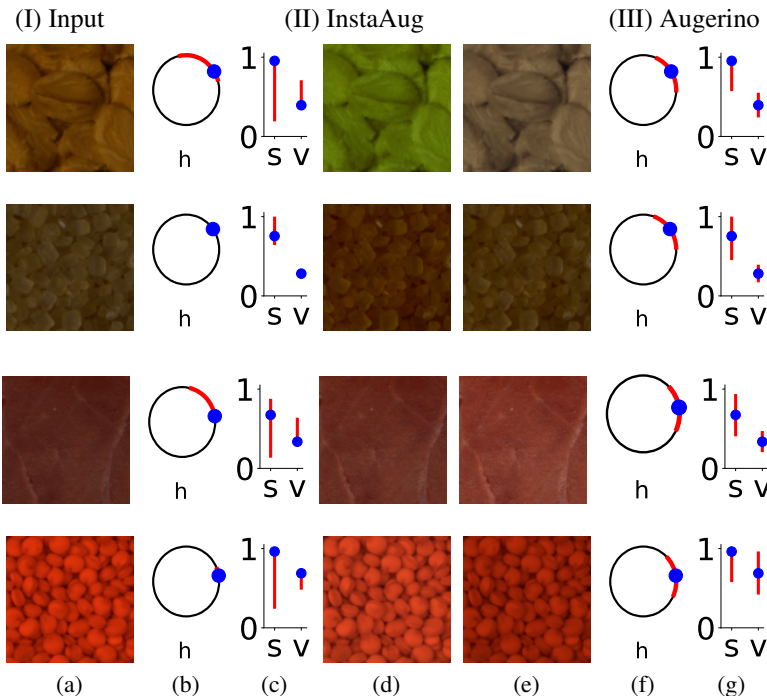 (I) Input (II) InstaAug (III) Augerino
1 1
0 0
h S V h S V
1 1
0 0
h S V h S V
1 1
0 0
h S V h S V
1 1
0 0
h S V h S V
(a) (b) (c) (d) (e) (f) (g)